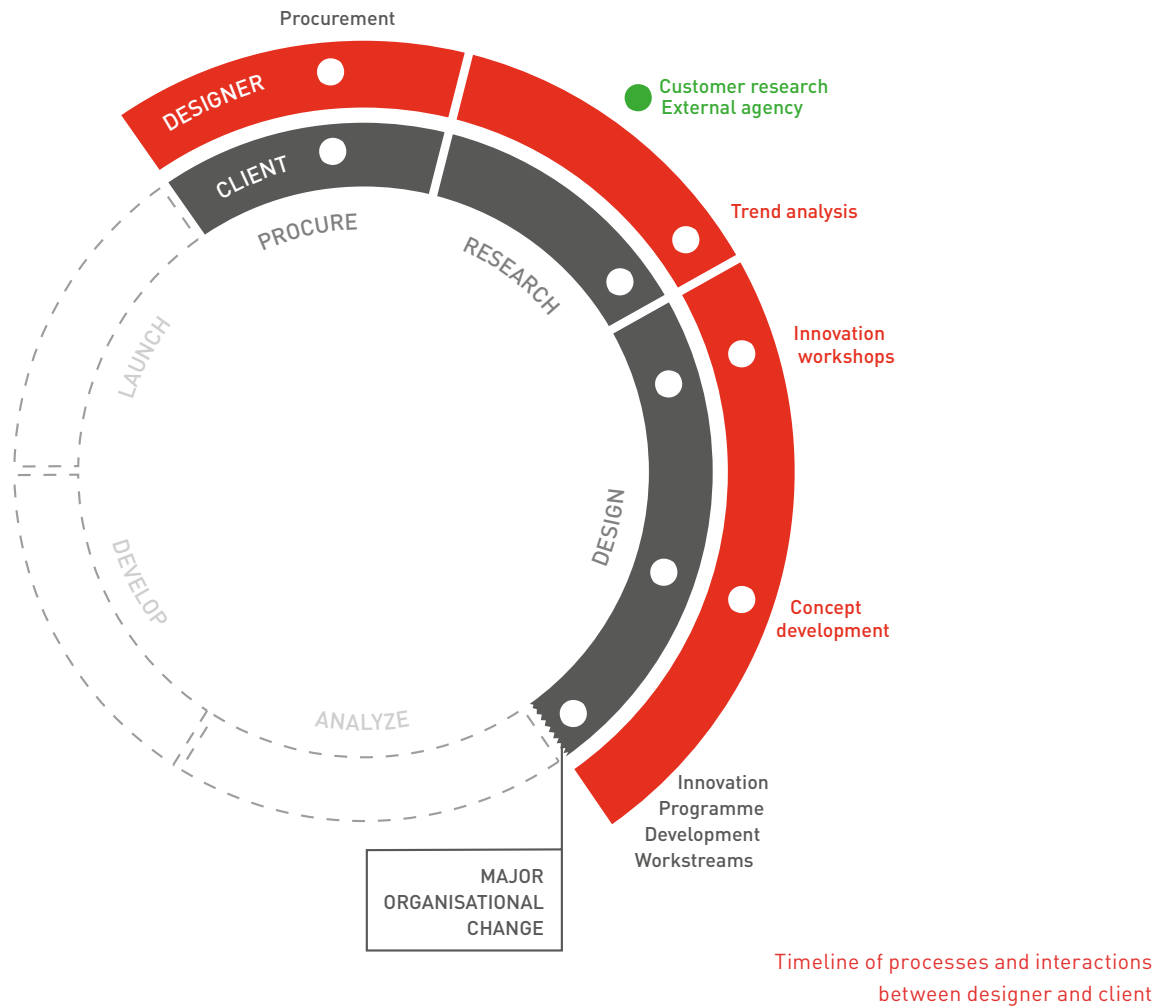 Procurement
DESIGNER
CLIENT
PROCURE
RESEARCH
Customer research
External agency
Trend analysis
Innovation
workshops
LAUNCH
DESIGN
DEVELOP
Concept
development
ANALYZE
Innovation
Programme
Development
Workstreams
MAJOR
ORGANISATIONAL
CHANGE
Timeline of processes and interactions
between designer and client